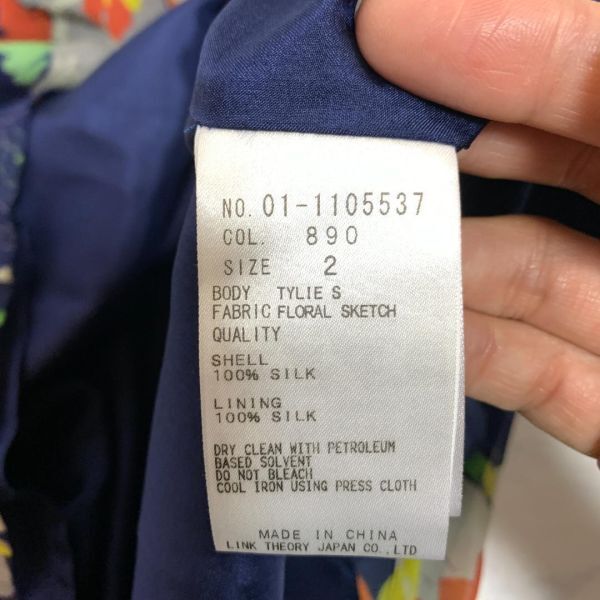 NO. 01-1105537
COL. 890
SIZE 2
BODY TYLIE S
FABRIC FLORAL SKETCH
QUALITY
SHELL
100% SILK
LINING
100% SILK
DRY CLEAN WITH PETROLEUM
BASED SOLVENT
DO NOT BLEACH
COOL IRON USING PRESS CLOTH
MADE IN CHINA
LINK THEORY JAPAN CO.,LTD